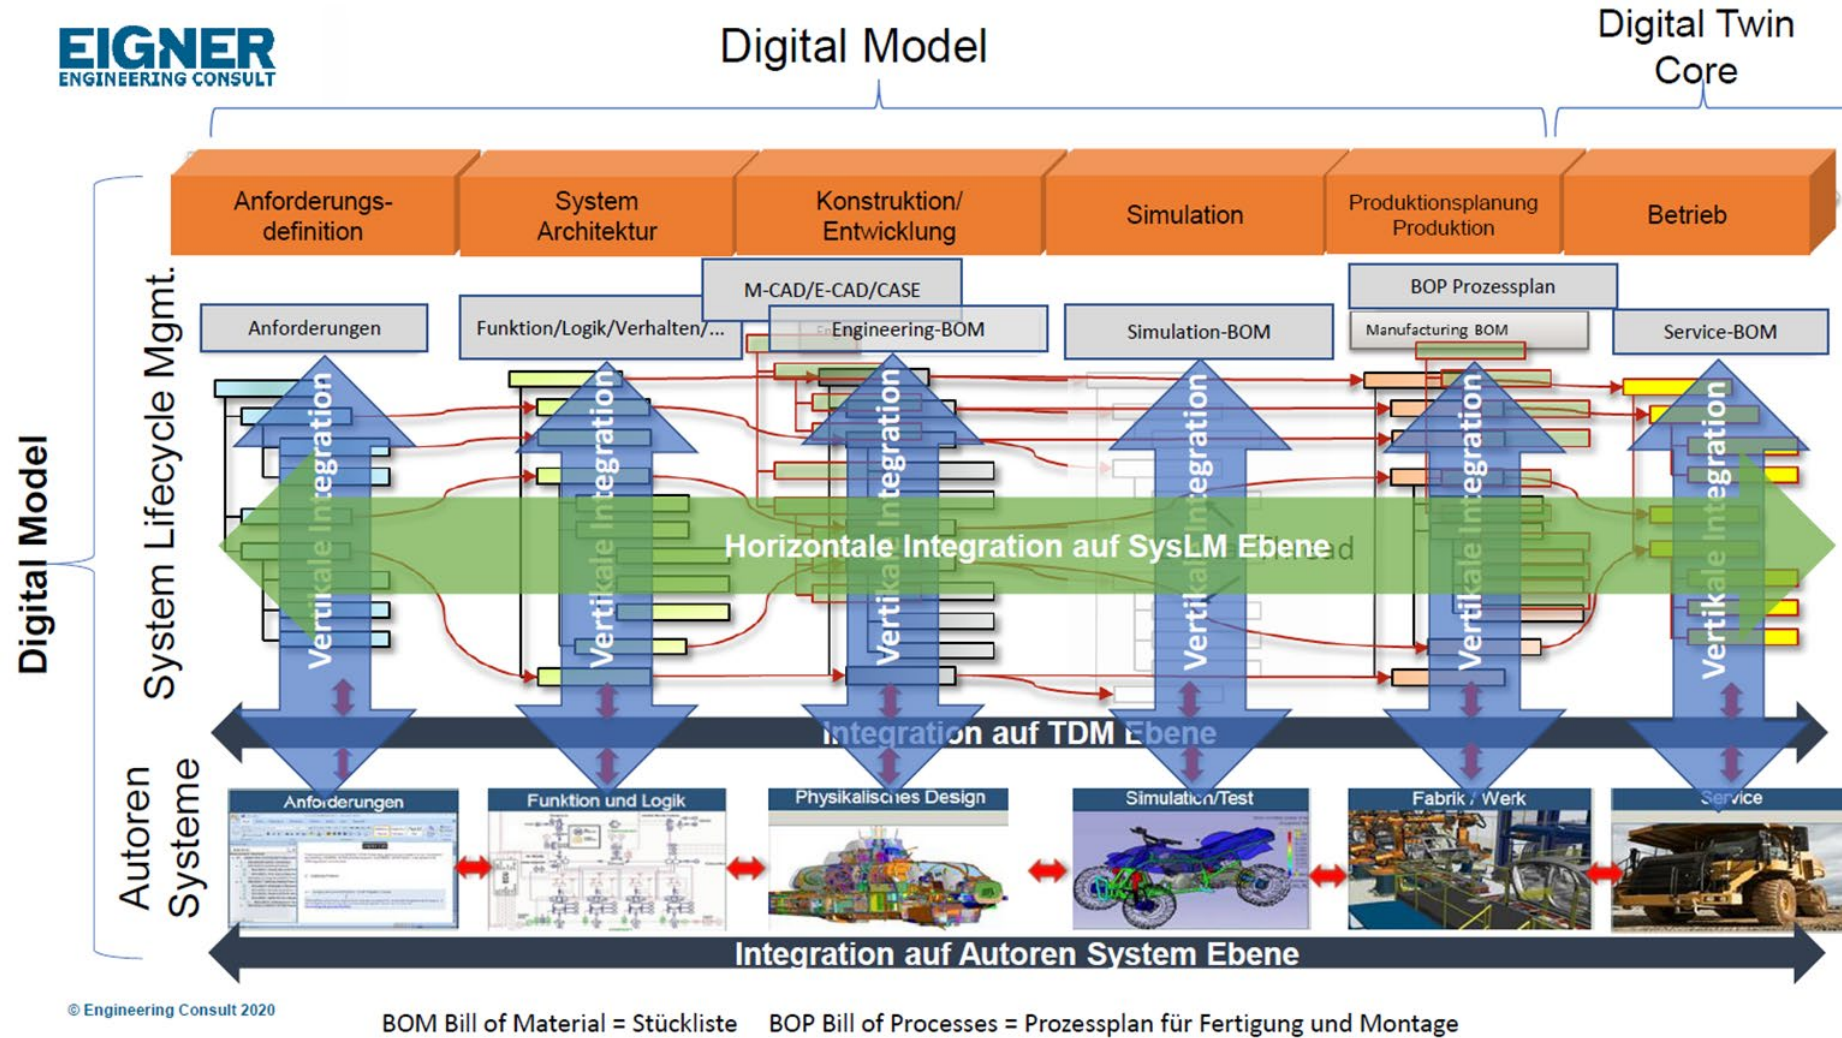 EIGNER
ENGINEERING CONSULT
Digital Model
Digital Twin
Core
Anforderungs-
definition
System
Architektur
Konstruktion/
Entwicklung
Simulation
Produktionsplanung
Produktion
Betrieb
M-CAD/E-CAD/CASE
BOP Prozessplan
Anforderungen
Funktion/Logik/Verhalten/...
Engineering-BOM
Simulation-BOM
Manufacturing BOM
Service-BOM
Digital Model
System Lifecycle Mgmt.
Autoren
Systeme
Vertikale Integration
Vertikale Integration
Vertikale Integration
Vertikale Integration
Vertikale Integration
Vertikale Integration
Horizontale Integration auf SysLM Ebene
Integration auf TDM Ebene
Anforderungen
Funktion und Logik
Physikalisches Design
Simulation/Test
Fabrik / Werk
Service
Integration auf Autoren System Ebene
© Engineering Consult 2020
BOM Bill of Material = Stückliste BOP Bill of Processes = Prozessplan für Fertigung und Montage